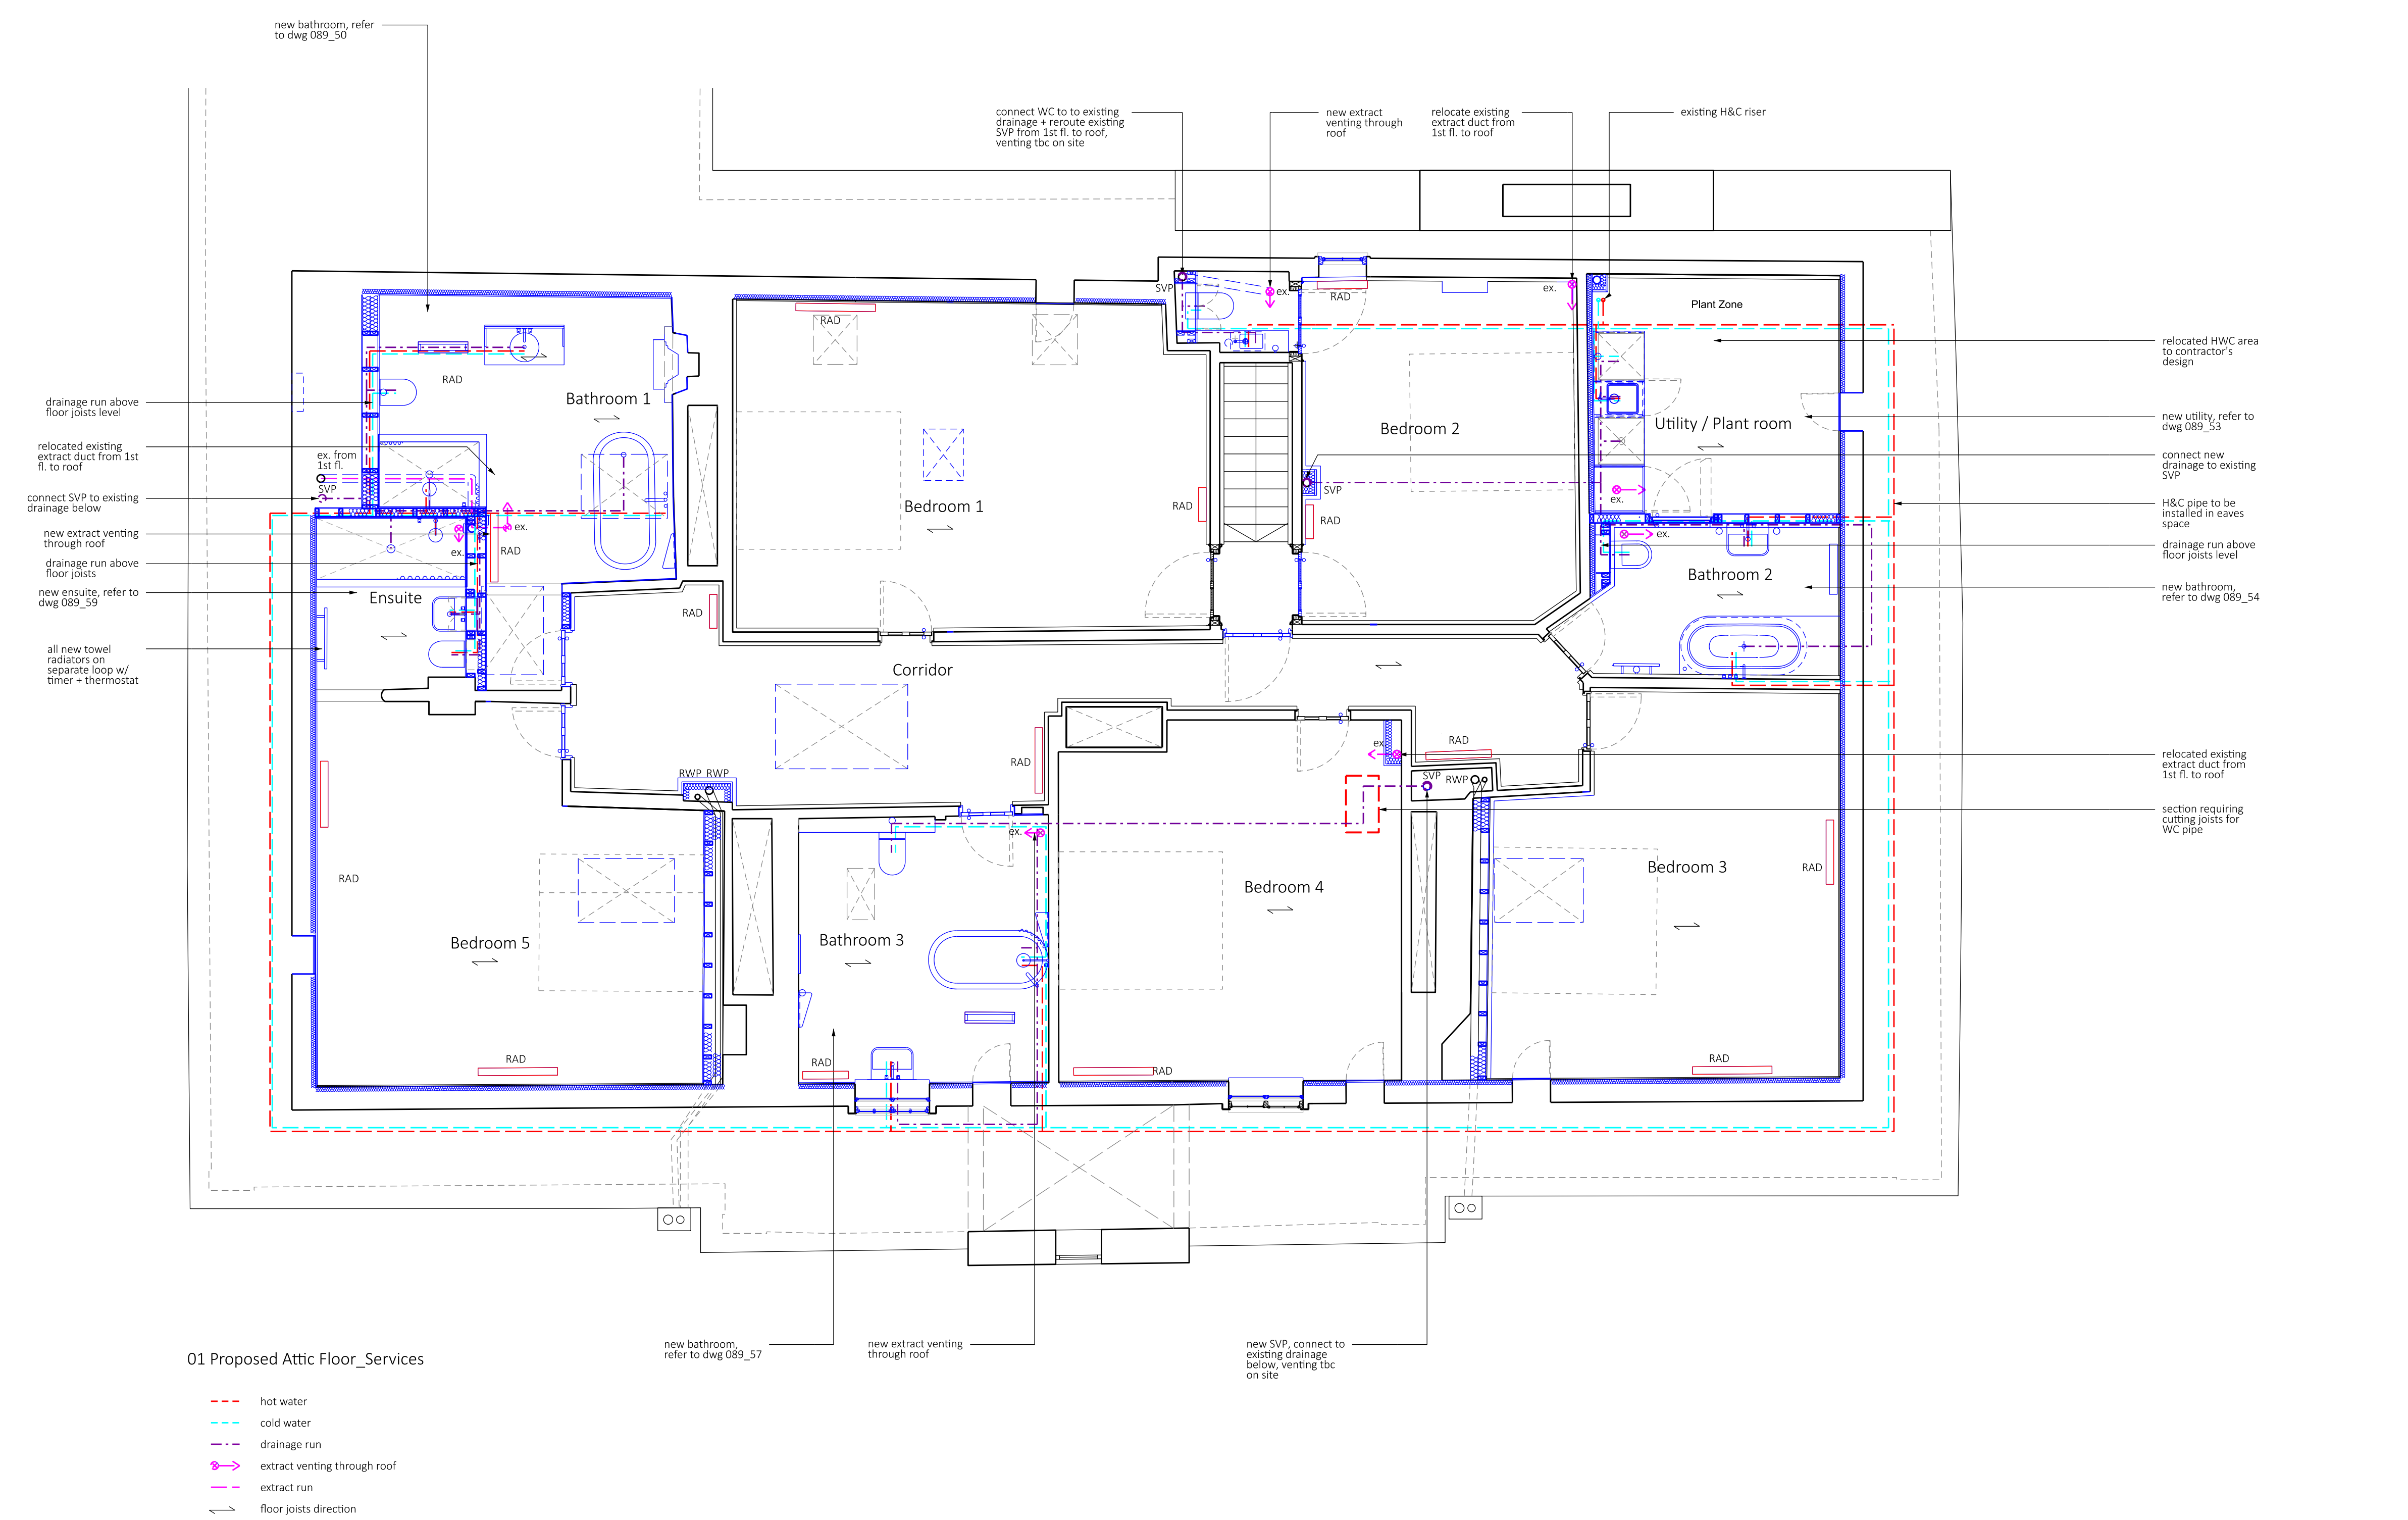 new bathroom, refer
to dwg 089_50
connect WC to to existing
drainage + reroute existing
SVP from 1st fl. to roof,
venting tbc on site
new extract
venting through
roof
relocate existing
extract duct from
1st fl. to roof
existing H&C riser
SVP
ex.
RAD
ex.
Plant Zone
RAD
relocated HWC area
to contractor's
design
RAD
Bathroom 1
drainage run above
floor joists level
new utility, refer to
dwg 089_53
Utility / Plant room
Bedroom 2
relocated existing
extract duct from 1st
fl. to roof
ex. from
1st fl.
connect new
drainage to existing
SVP
SVP
SVP
connect SVP to existing
drainage below
ex.
H&C pipe to be
installed in eaves
space
Bedroom 1
RAD
RAD
ex.
ex.
new extract venting
through roof
ex.
RAD
drainage run above
floor joists level
drainage run above
floor joists
Bathroom 2
new bathroom,
refer to dwg 089_54
new ensuite, refer to
dwg 089_59
Ensuite
RAD
all new towel
radiators on
separate loop w/
timer + thermostat
Corridor
RAD
ex.
RAD
relocated existing
extract duct from
1st fl. to roof
RWP
RWP
SVP
RWP
section requiring
cutting joists for
WC pipe
ex.
RAD
Bedroom 3
RAD
Bedroom 4
Bedroom 5
Bathroom 3
RAD
RAD
RAD
RAD
new bathroom,
refer to dwg 089_57
new extract venting
through roof
new SVP, connect to
existing drainage
below, venting tbc
on site
01 Proposed Attic Floor_Services
hot water
cold water
drainage run
extract venting through roof
extract run
floor joists direction